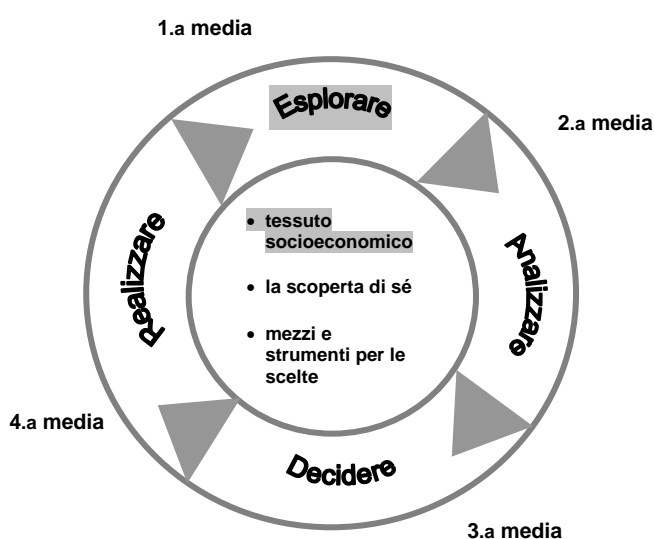 1.a media
Esplorare
2.a media
• tessuto
socioeconomico
Realizzare
Analizzare
• la scoperta di sé
• mezzi e
strumenti per le
scelte
4.a media
Decidere
3.a media